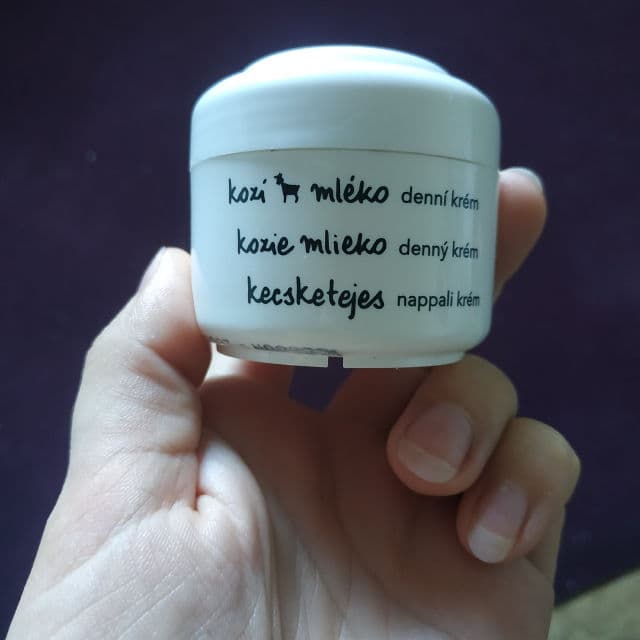 kozí mléko denní krém
kozie mlieko denný krém
kecsketejes nappali krém